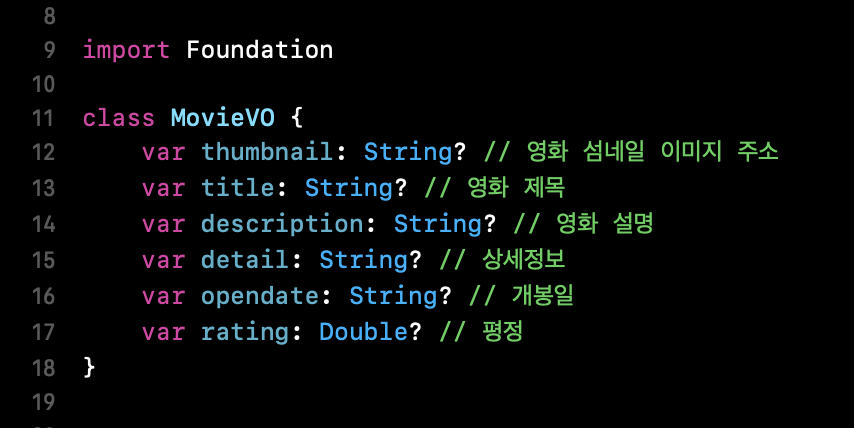 8
9 import Foundation
10
11 class MovieVO {
12 var thumbnail: String? // 영화 섬네일 이미지 주소
13 var title: String? // 영화 제목
14 var description: String? // 영화 설명
15 var detail: String? // 상세정보
16 var opendate: String? // 개봉일
17 var rating: Double? // 평정
18 }
19